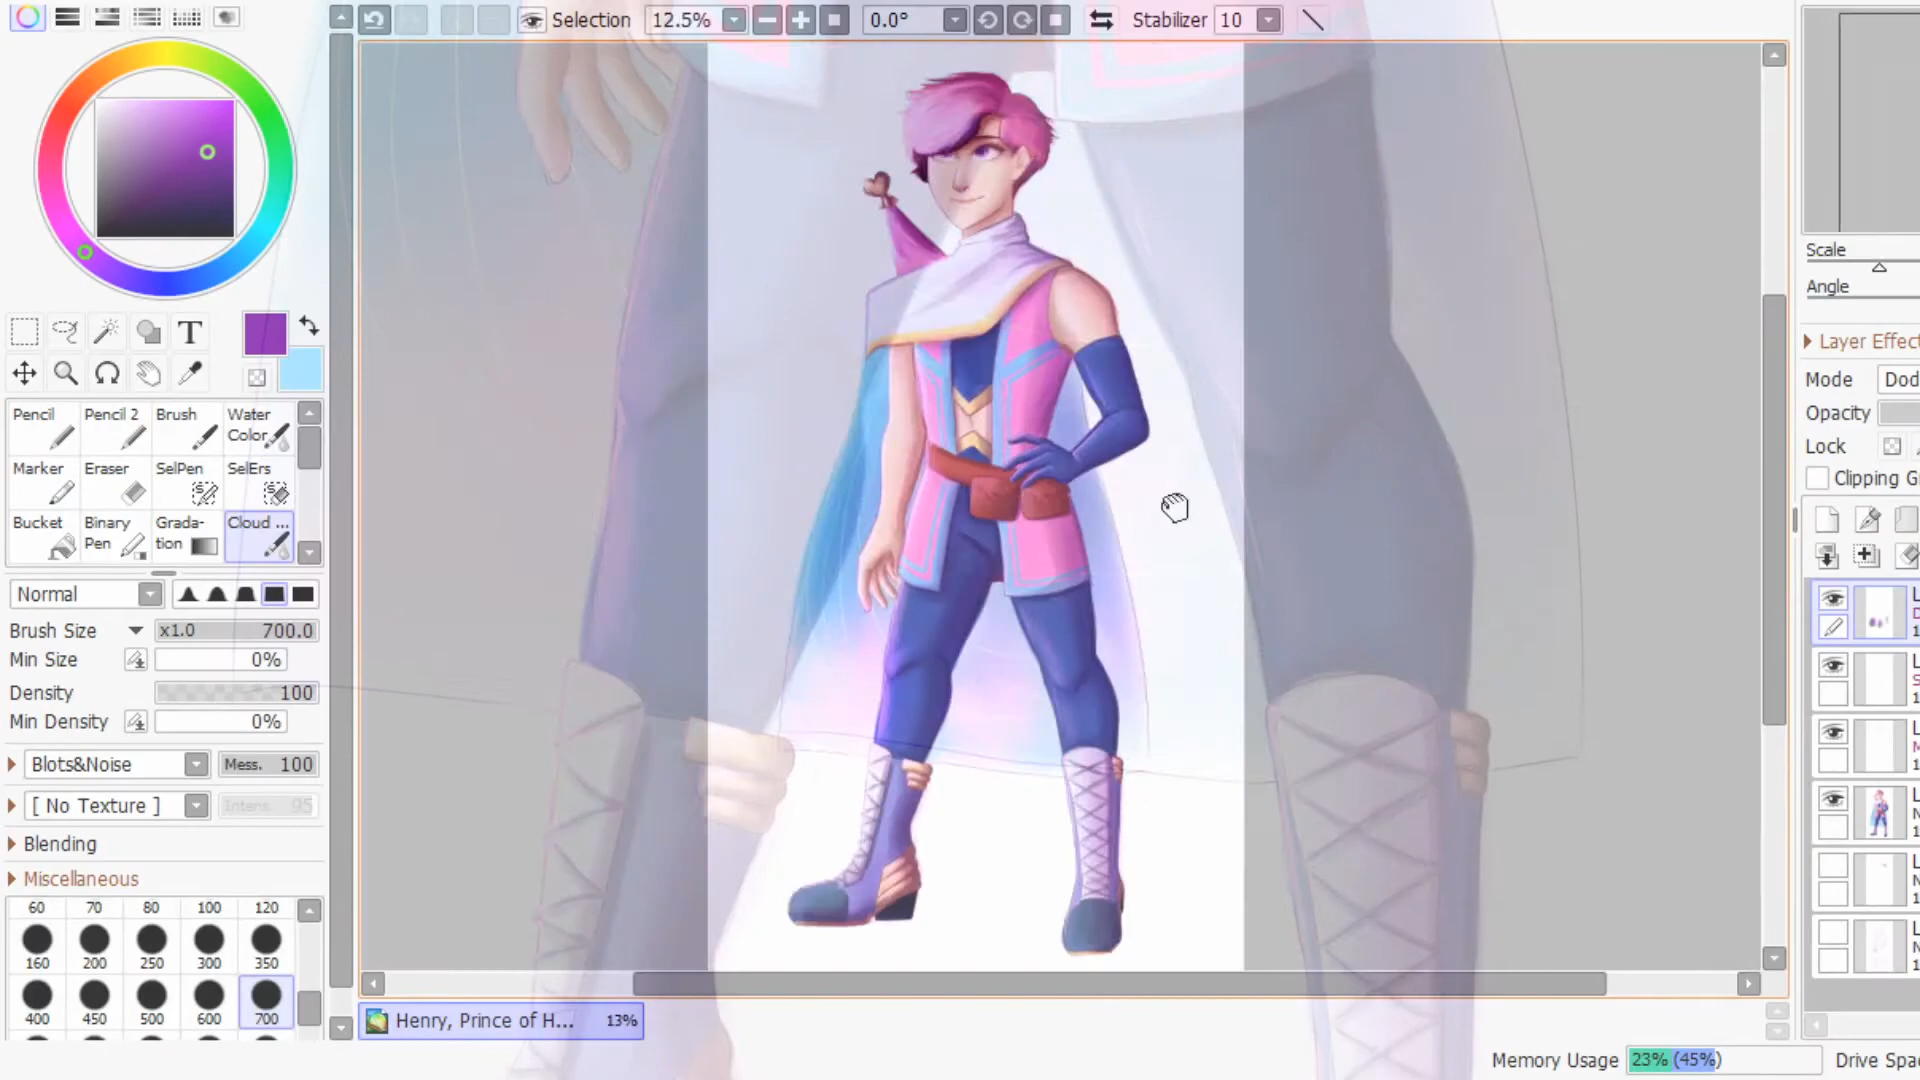 Selection 12.5% 0.0° Stabilizer 10
T
Pencil Pencil 2 Brush Water Color
Marker Eraser SelPen SelErs
Bucket Binary Pen Grada-tion Cloud ...
Normal
Brush Size x1.0 700.0
Min Size 0%
Density 100
Min Density 0%
Blots&Noise Mess. 100
[ No Texture ] Intens. 95
Blending
Miscellaneous
60 70 80 100 120
160 200 250 300 350
400 450 500 600 700
Henry, Prince of H... 13%
Scale
Angle
Layer Effect
Mode Dod
Opacity
Lock
Clipping G
Memory Usage 23% (45%) Drive Spa